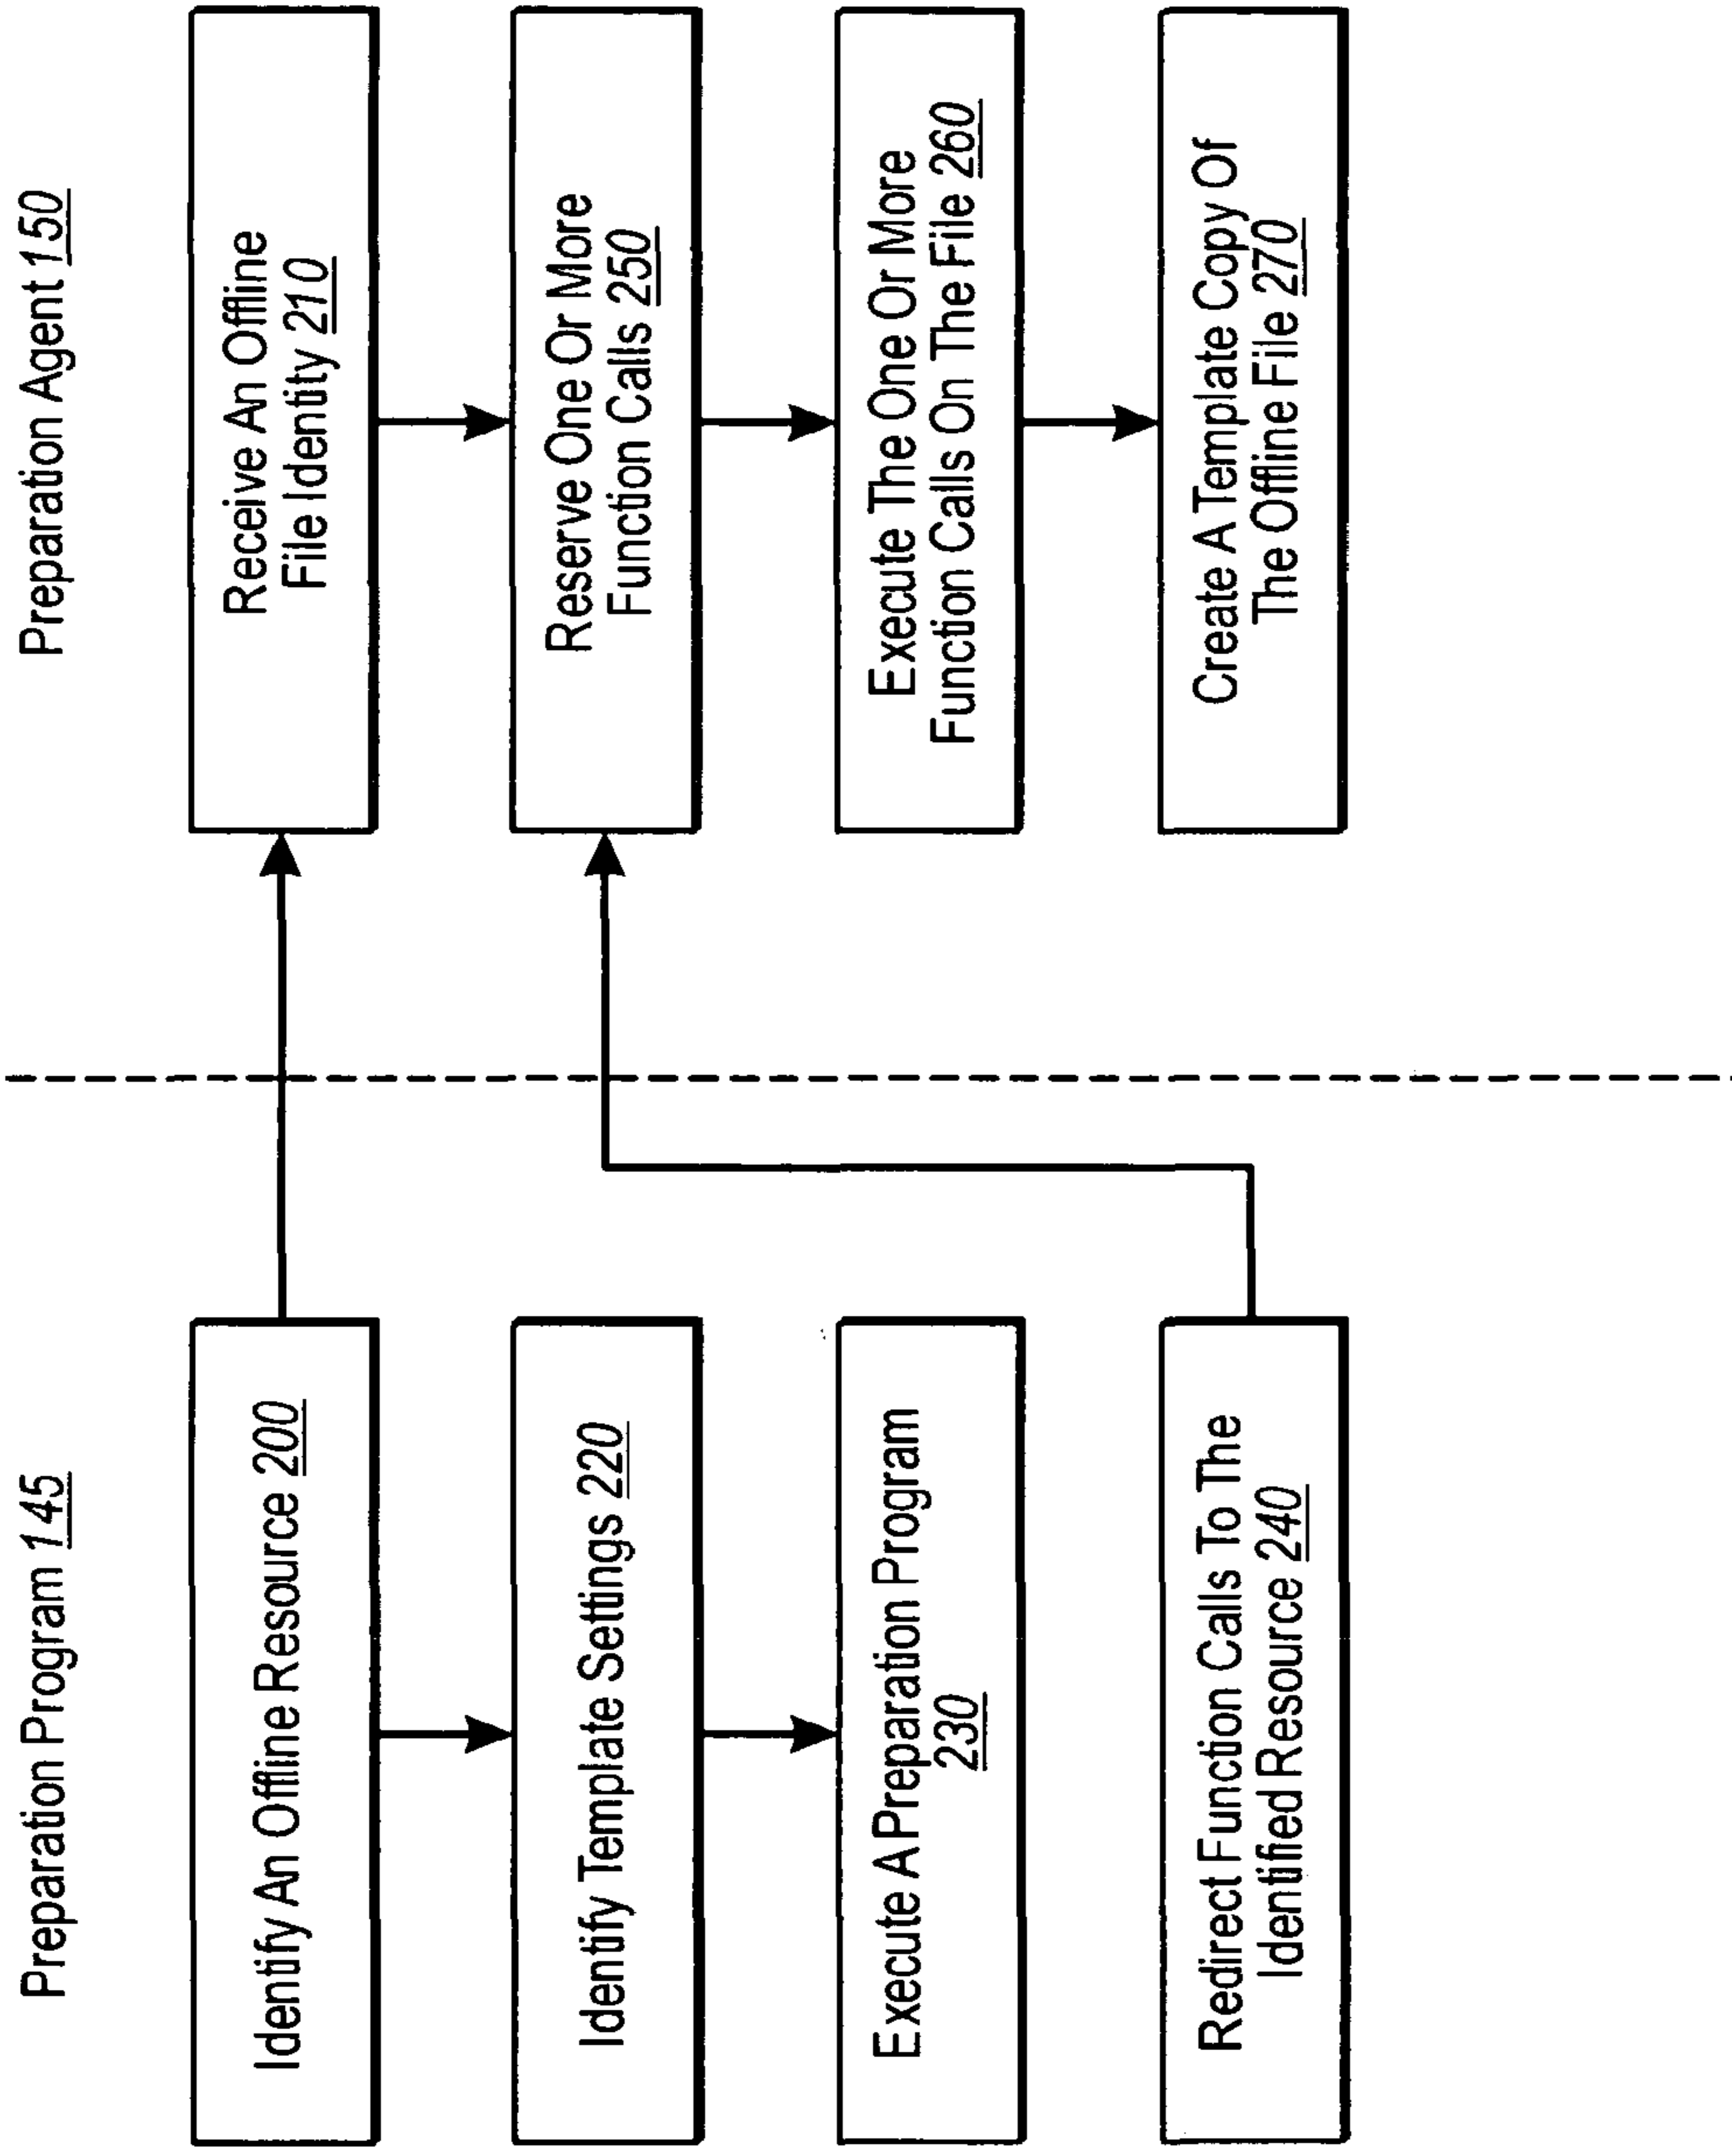 Preparation Program 145
Identify An Offline Resource 200
Identify Template Settings 220
Execute A Preparation Program
230
Redirect Function Calls To The
Identified Resource 240
Preparation Agent 150
Receive An Offline
File Identity 210
Reserve One Or More
Function Calls 250
Execute The One Or More
Function Calls On The File 260
Create A Template Copy Of
The Offline File 270